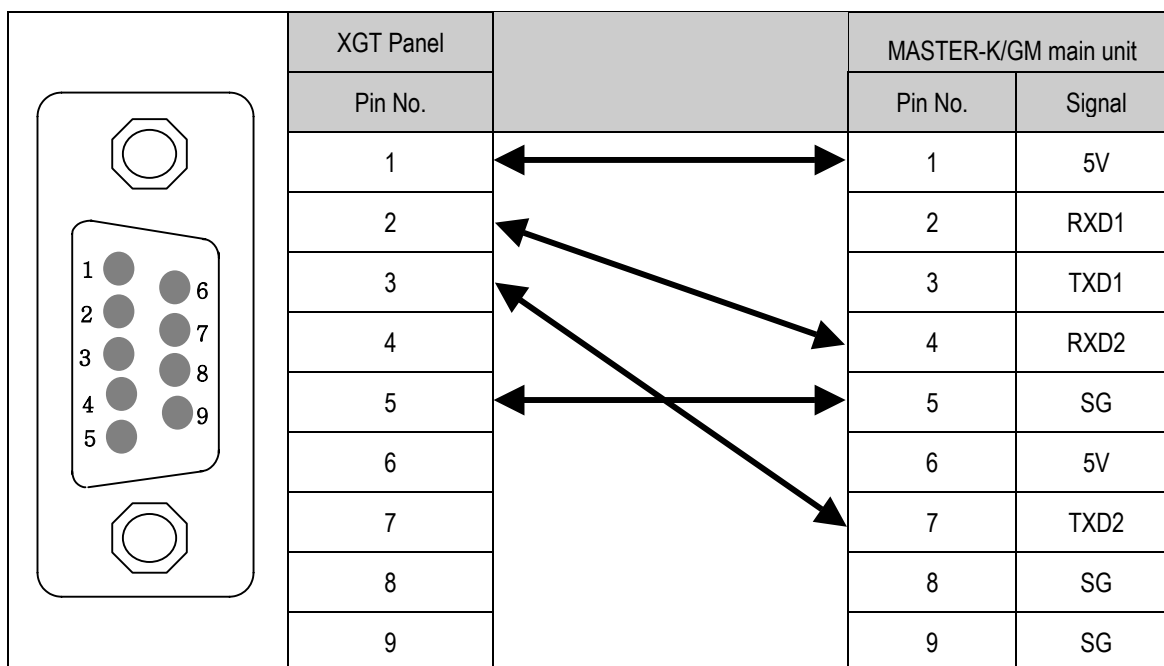 XGT Panel MASTER-K/GM main unit
Pin No. Pin No. Signal
1 1 5V
2 2 RXD1
3 3 TXD1
4 4 RXD2
5 5 SG
6 6 5V
7 7 TXD2
8 8 SG
9 9 SG
1
6
2
7
3
8
4
9
5